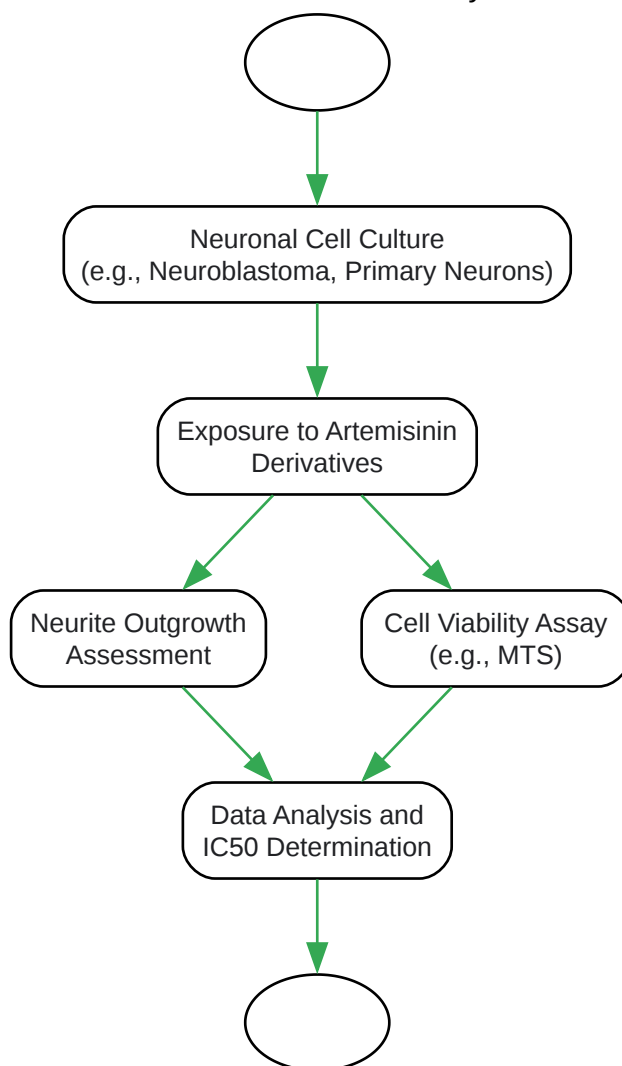 Neuronal Cell Culture
(e.g., Neuroblastoma, Primary Neurons)
Exposure to Artemisinin
Derivatives
Neurite Outgrowth
Assessment
Cell Viability Assay
(e.g., MTS)
Data Analysis and
IC50 Determination